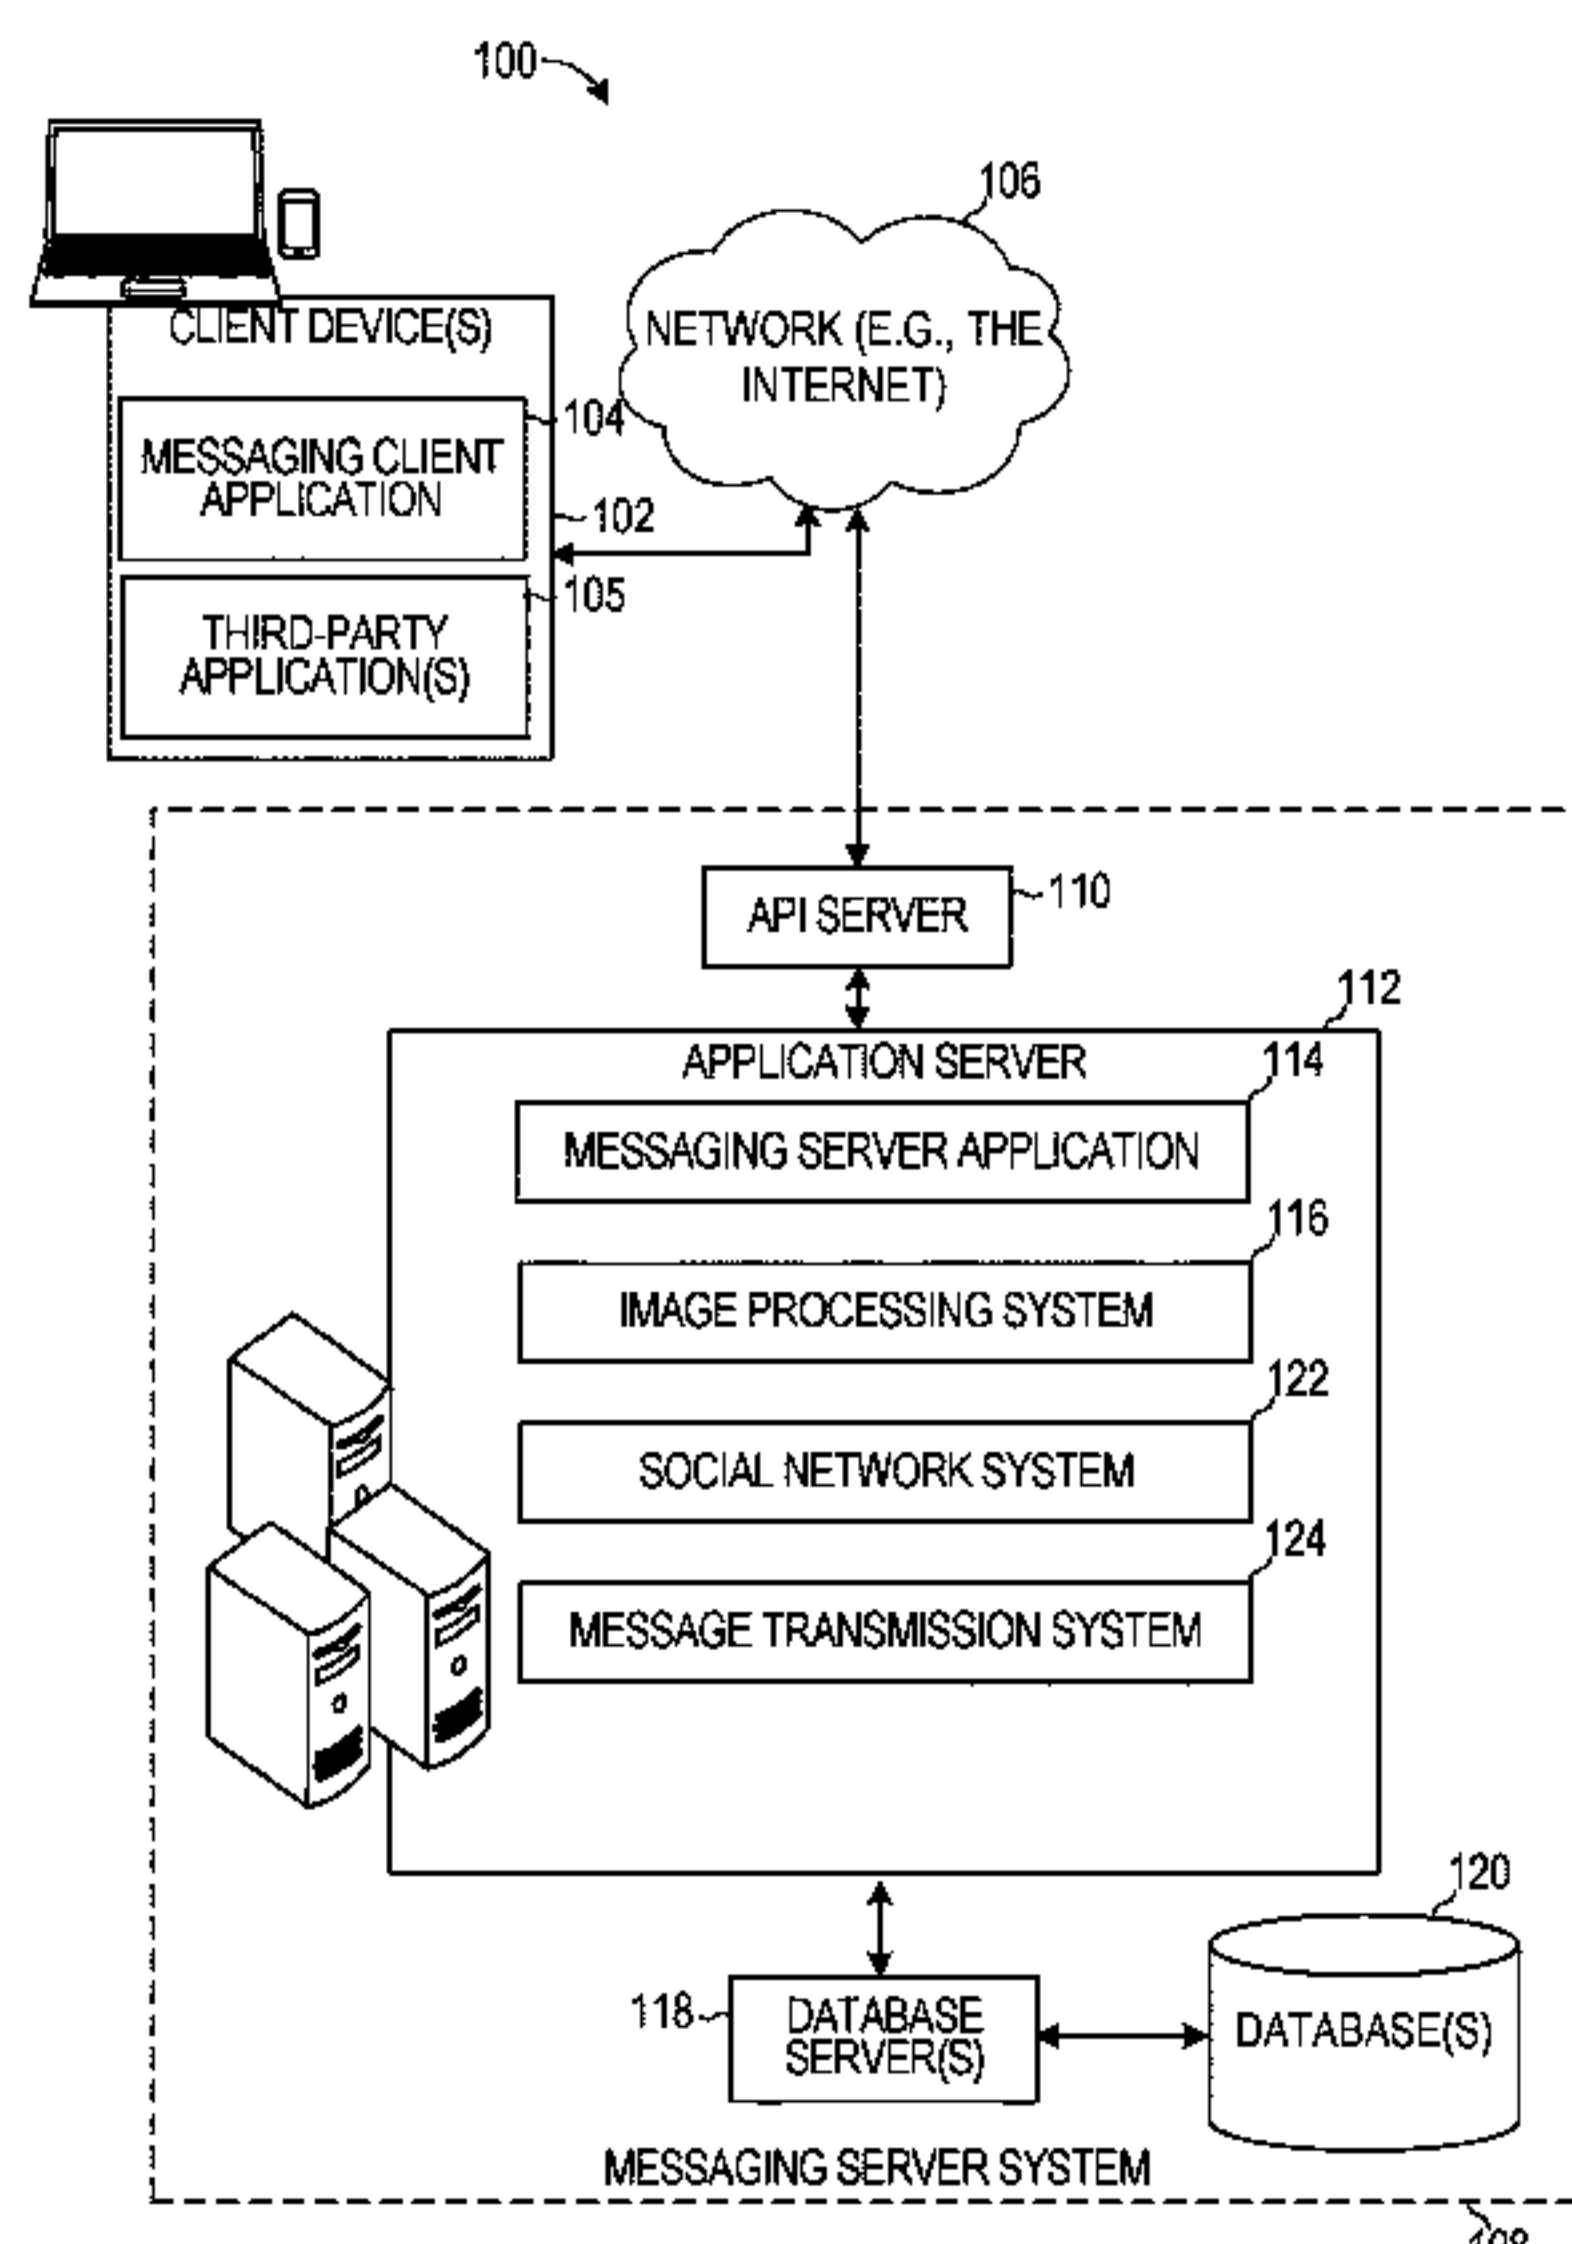 100
106
CLIENT DEVICE(S)
NETWORK (E.G., THE
INTERNET)
104
MESSAGING CLIENT
APPLICATION
102
105
THIRD-PARTY
APPLICATION(S)
110
API SERVER
112
APPLICATION SERVER
114
MESSAGING SERVER APPLICATION
116
IMAGE PROCESSING SYSTEM
122
SOCIAL NETWORK SYSTEM
124
MESSAGE TRANSMISSION SYSTEM
120
118
DATABASE
SERVER(S)
DATABASE(S)
MESSAGING SERVER SYSTEM